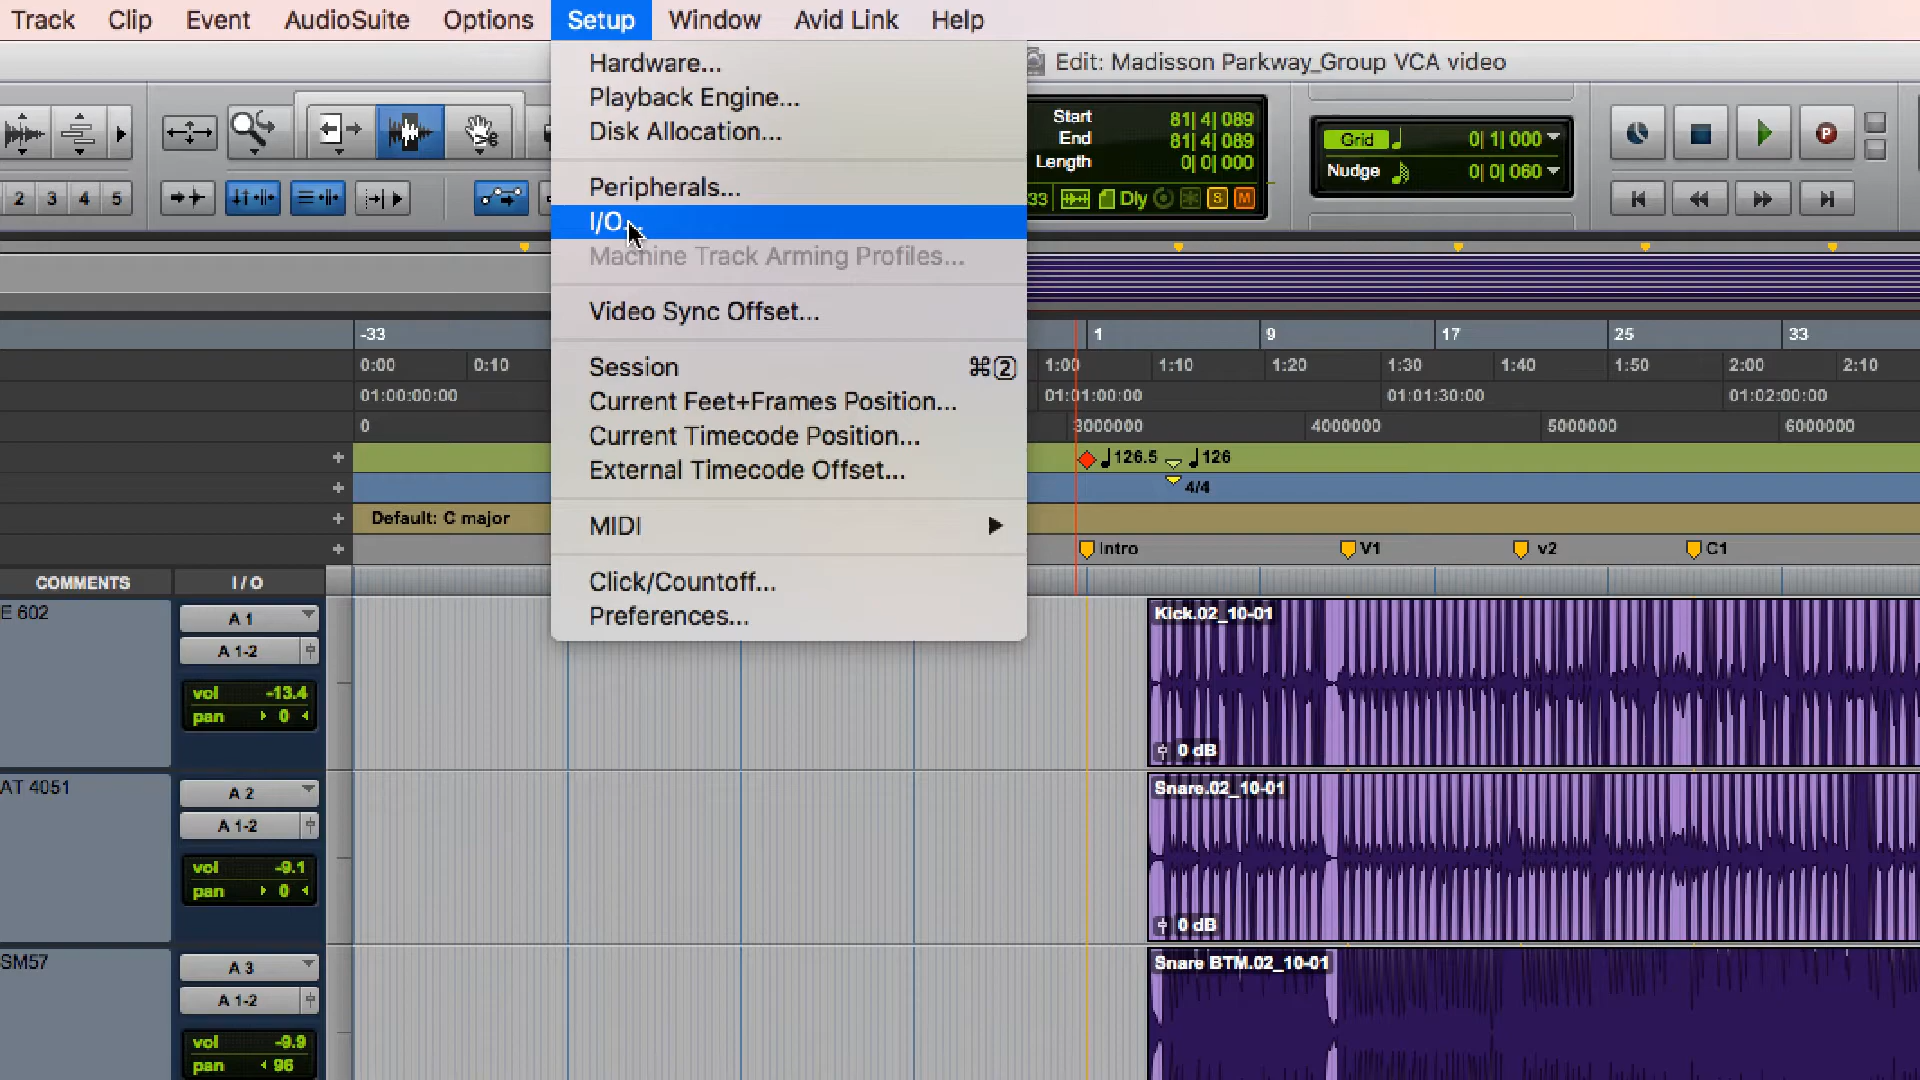 Track Clip Event AudioSuite Options Setup Window Avid Link Help
Edit: Madisson Parkway_Group VCA video
Hardware...
Playback Engine...
Disk Allocation...
Peripherals...
I/O...
Machine Track Arming Profiles...
Video Sync Offset...
Session ⌘2
Current Feet+Frames Position...
Current Timecode Position...
External Timecode Offset...
MIDI
Click/Countoff...
Preferences...
Start 81| 4| 089
End 81| 4| 089
Length 0| 0| 000
33 Dly S M
Grid 0| 1| 000
Nudge 0| 0| 060
P
2 3 4 5
-33 1 9 17 25 33
0:00 0:10 1:00 1:10 1:20 1:30 1:40 1:50 2:00 2:10
01:00:00:00 01:01:00:00 01:01:30:00 01:02:00:00
0 3000000 4000000 5000000 6000000
126.5 126
4/4
Default: C major
Intro V1 v2 C1
COMMENTS I / O
E 602
A 1
A 1-2
vol -13.4
pan 0
Kick.02_10-01
0 dB
AT 4051
A 2
A 1-2
vol -9.1
pan 0
Snare.02_10-01
0 dB
SM57
A 3
A 1-2
vol -9.9
pan 96
Snare BTM.02_10-01